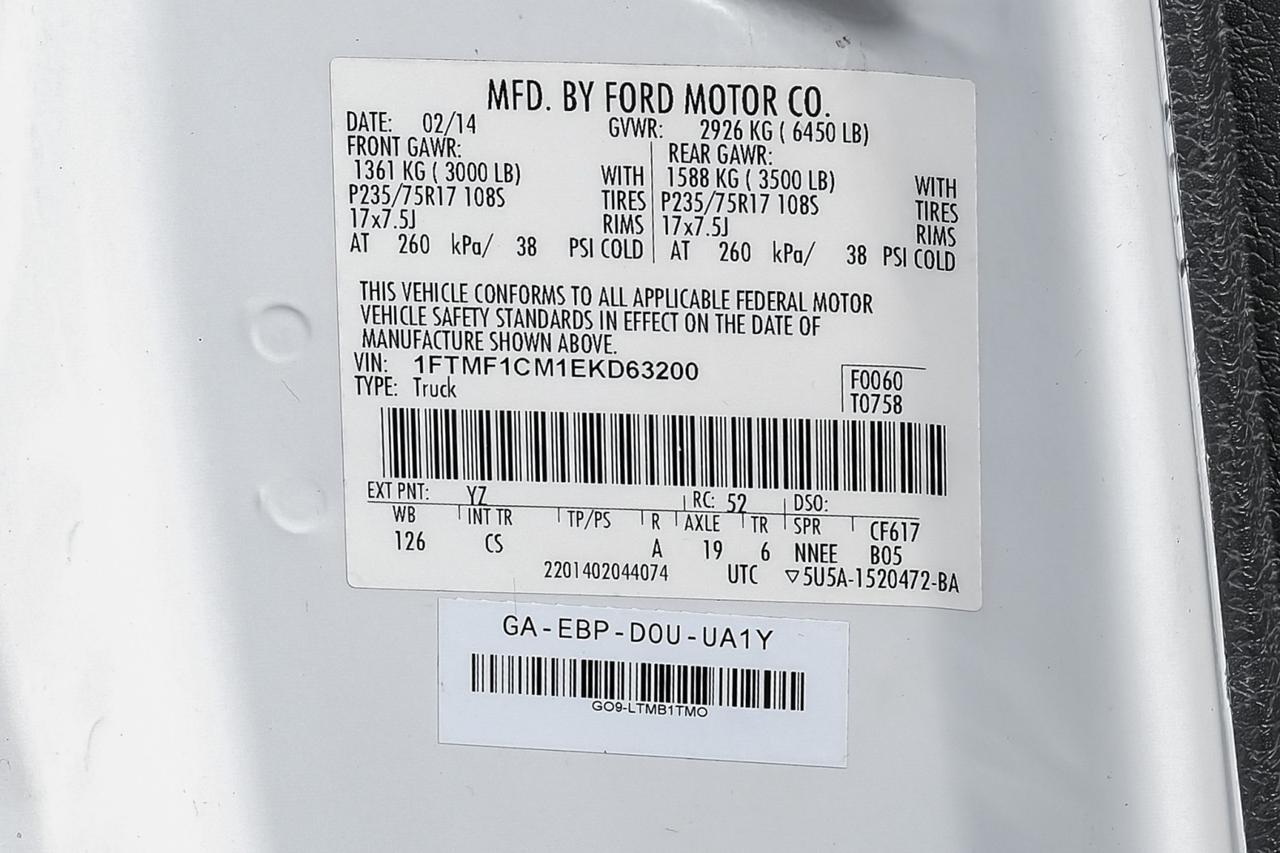 MFD. BY FORD MOTOR CO.
DATE: 02/14 GVWR: 2926 KG ( 6450 LB)
FRONT GAWR: REAR GAWR:
1361 KG ( 3000 LB) WITH 1588 KG ( 3500 LB) WITH
P235/75R17 108S TIRES P235/75R17 108S TIRES
17x7.5J RIMS 17x7.5J RIMS
AT 260 kPa/ 38 PSI COLD AT 260 kPa/ 38 PSI COLD
THIS VEHICLE CONFORMS TO ALL APPLICABLE FEDERAL MOTOR
VEHICLE SAFETY STANDARDS IN EFFECT ON THE DATE OF
MANUFACTURE SHOWN ABOVE.
VIN: 1FTMF1CM1EKD63200 F0060
TYPE: Truck T0758
EXT PNT: YZ RC: 52 DSO:
WB INT TR TP/PS R AXLE TR SPR CF617
126 CS A 19 6 NNEE B05
2201402044074 UTC ▽5U5A-1520472-BA
GA-EBP-D0U-UA1Y
GO9-LTMB1TMO